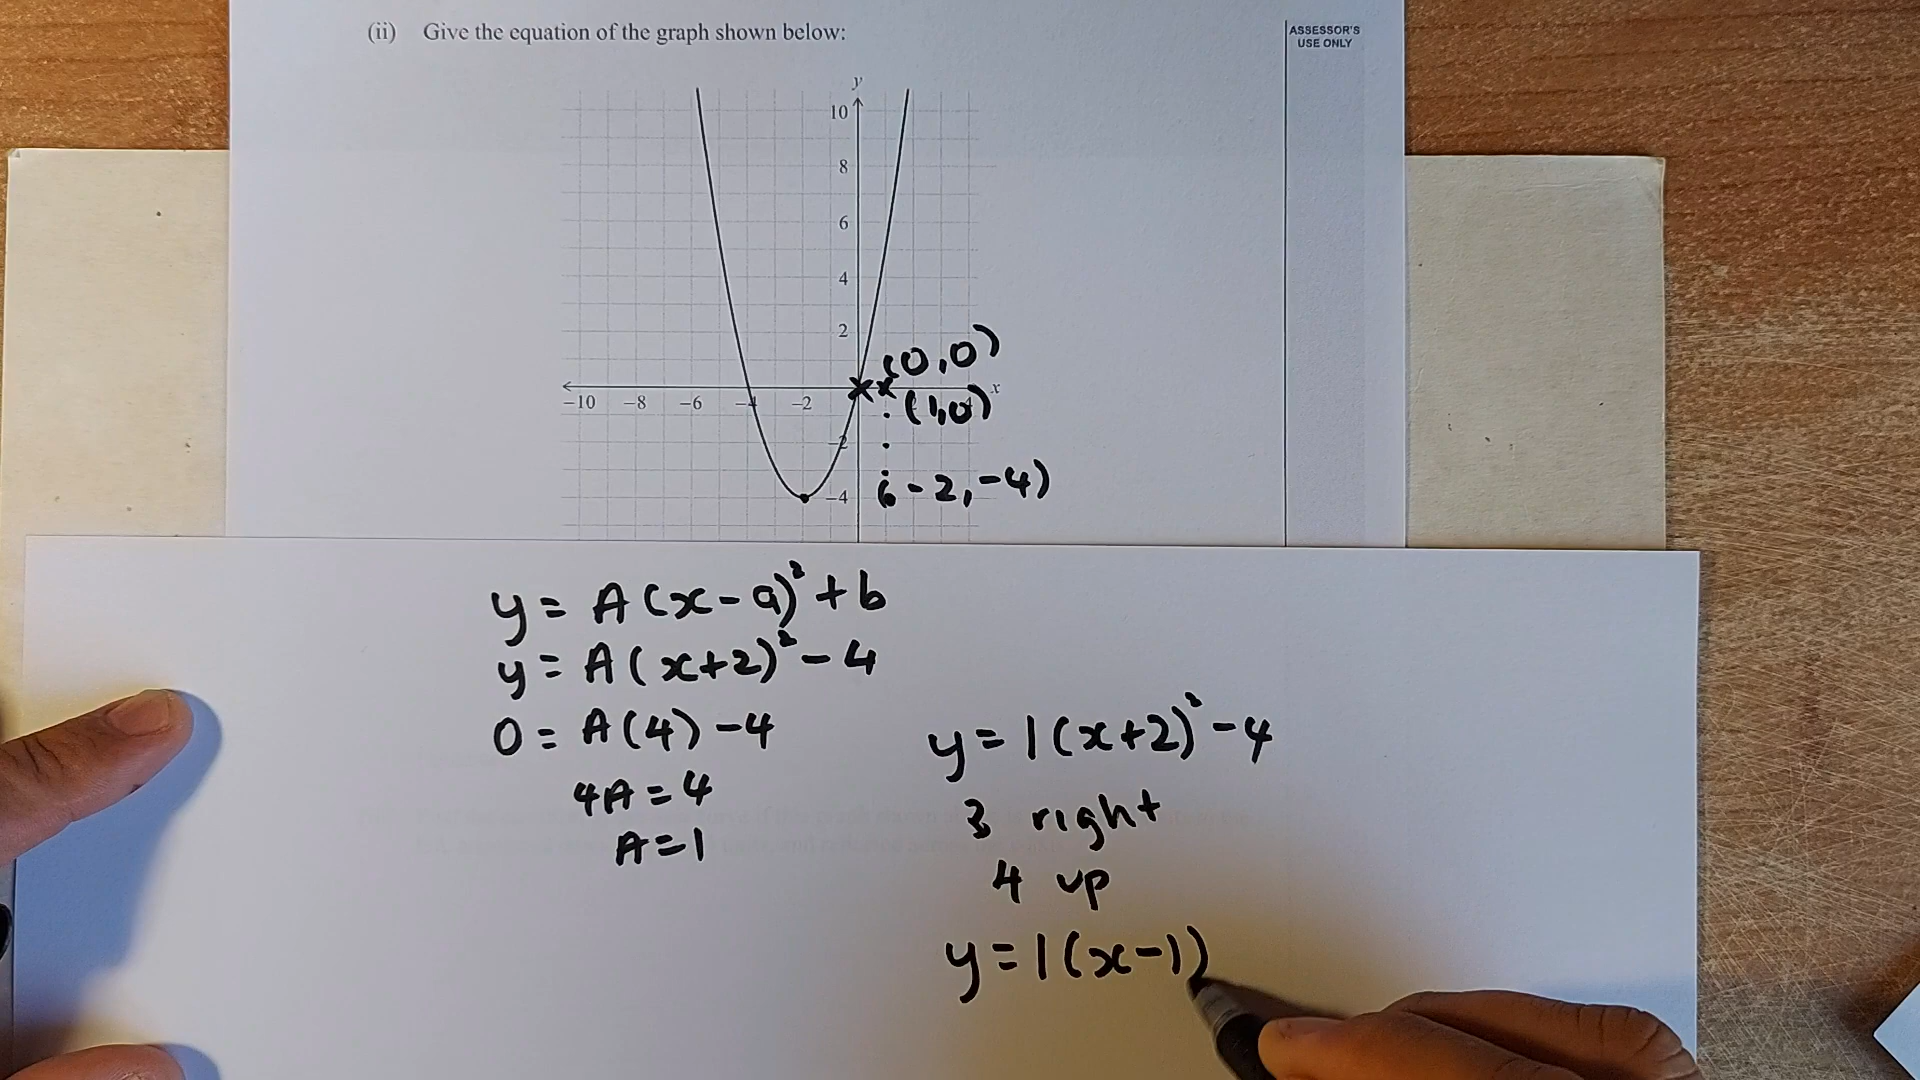 (ii) Give the equation of the graph shown below:
ASSESSOR'S
USE ONLY
y
10
8
6
4
2
(0,0)
-10 -8 -6 -4 -2 x
(1,0)
-2
-4 (-2,-4)
y = A(x-a)² + b
y = A(x+2)² - 4
0 = A(4) - 4
4A = 4
A = 1
y = 1(x+2)² - 4
3 right
4 up
y = 1(x-1)